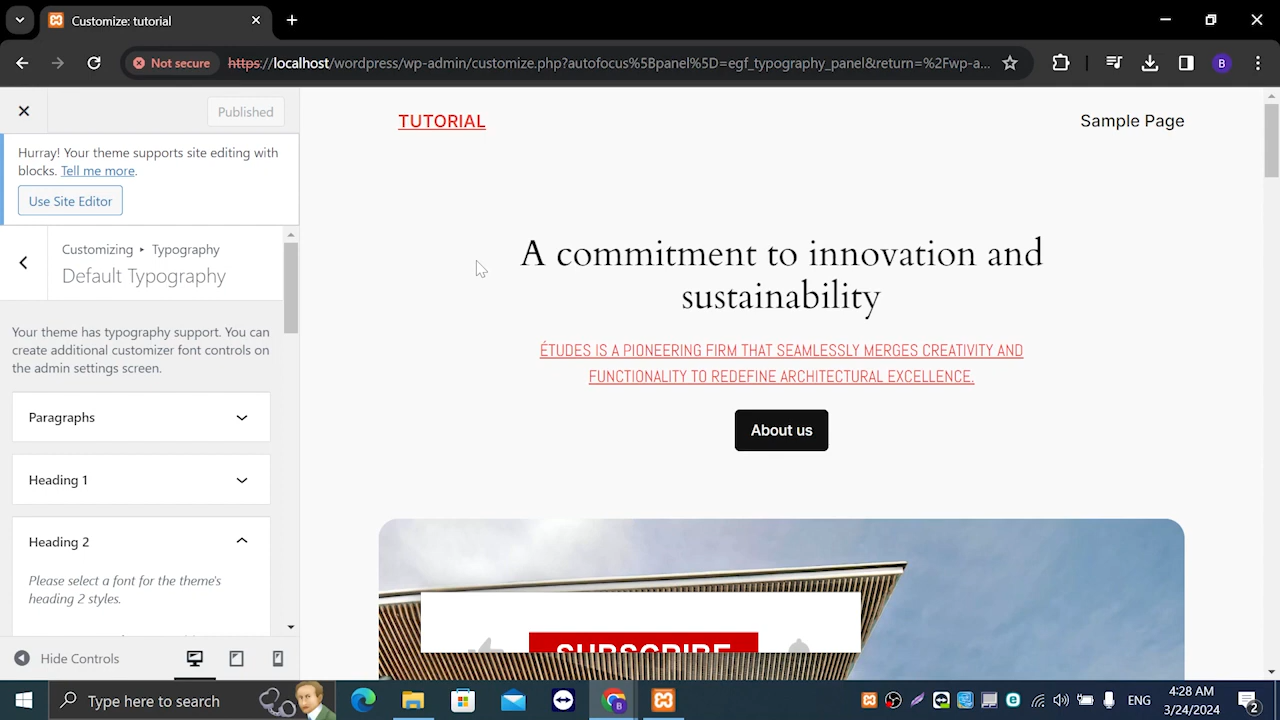 Customize: tutorial
Not secure
https://localhost/wordpress/wp-admin/customize.php?autofocus%5Bpanel%5D=egf_typography_panel&return=%2Fwp-a...
B
Published
Hurray! Your theme supports site editing with
blocks. Tell me more.
Use Site Editor
Customizing ▸ Typography
Default Typography
Your theme has typography support. You can
create additional customizer font controls on
the admin settings screen.
Paragraphs
Heading 1
Heading 2
Please select a font for the theme's
heading 2 styles.
Hide Controls
TUTORIAL
Sample Page
A commitment to innovation and
sustainability
ÉTUDES IS A PIONEERING FIRM THAT SEAMLESSLY MERGES CREATIVITY AND
FUNCTIONALITY TO REDEFINE ARCHITECTURAL EXCELLENCE.
About us
SUBSCRIBE
Type here to search
ENG
4:28 AM
3/24/2024
2